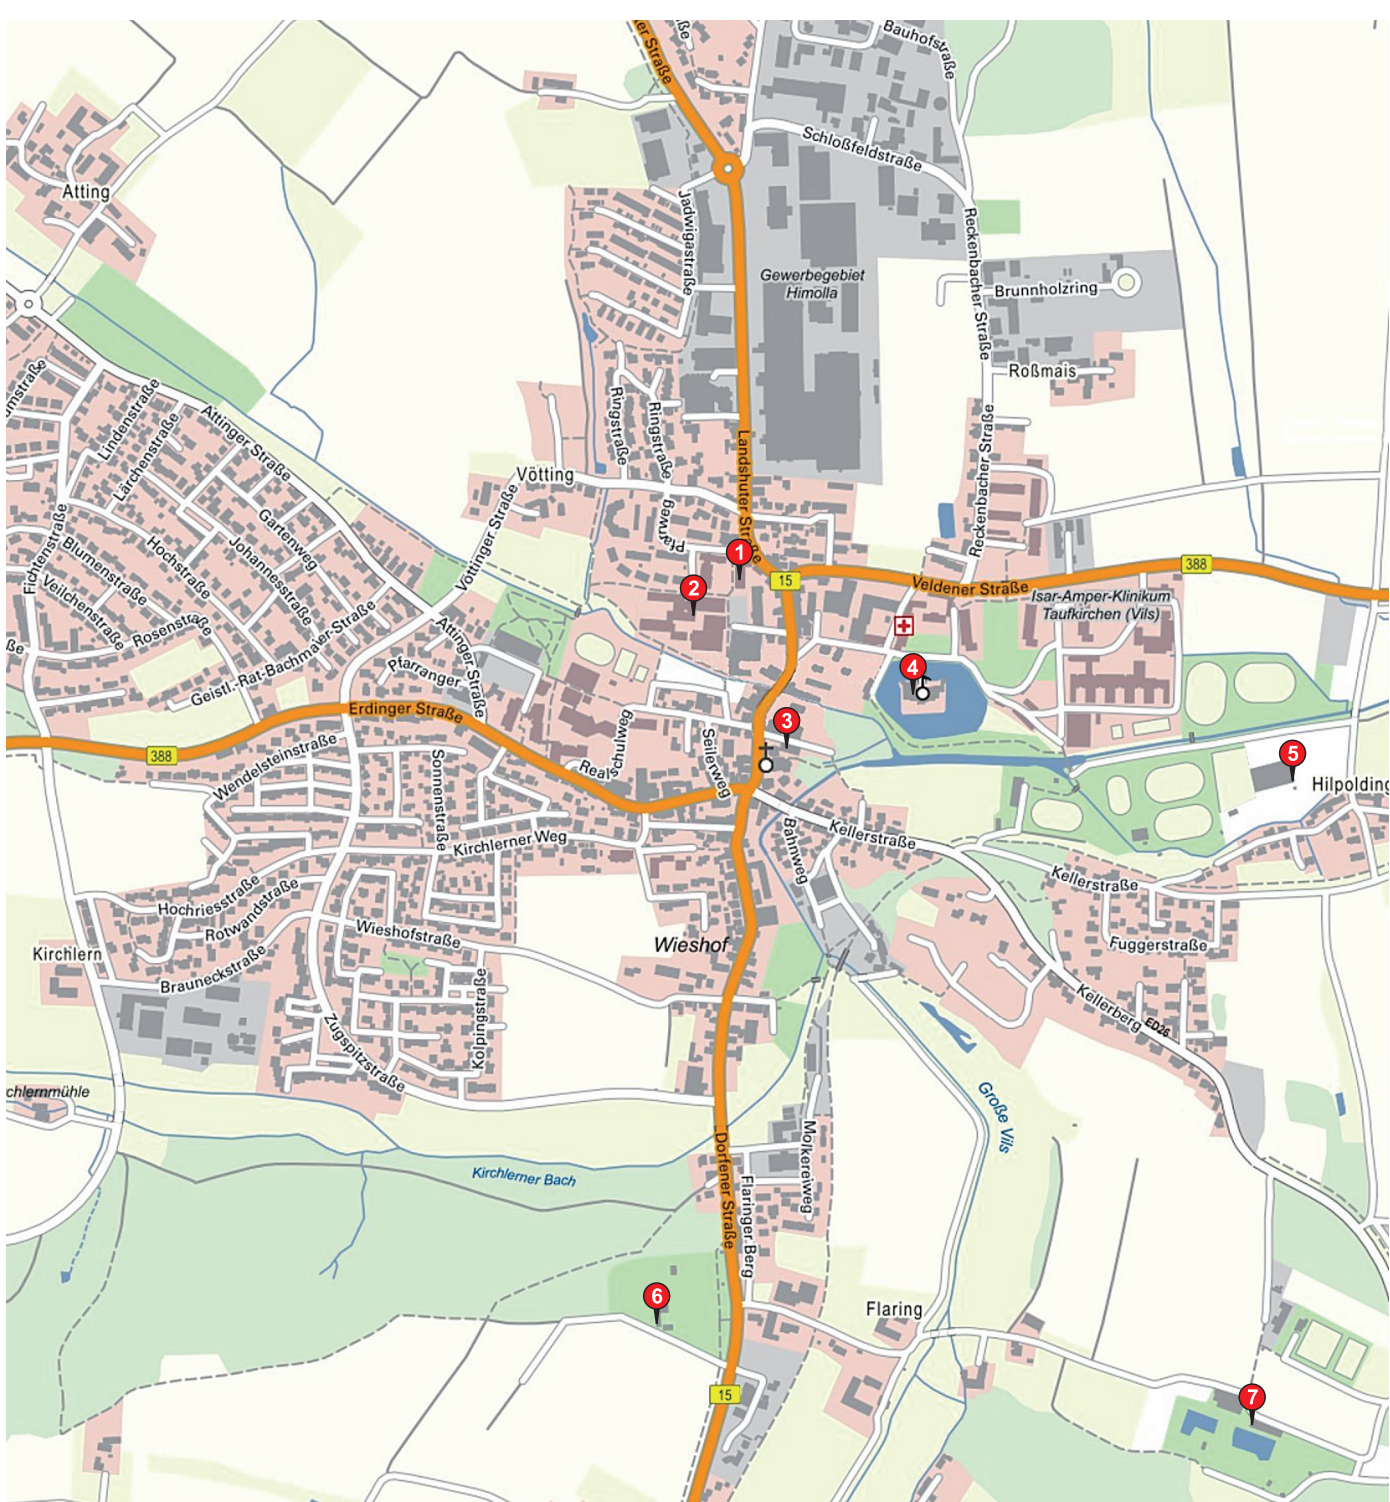 er Straße
Bauhofstraße
Schloßfeldstraße
Atting
Jadwigastraße
Reckenbacher Straße
Gewerbegebiet
Himolla
Brunnholzring
Roßmais
Lindenstraße
Lärchenstraße
Attinger Straße
Ringstraße
Ringstraße
Landshuter Straße
Reckenbacher Straße
Vötting
Vöttinger Straße
Pfarrweg
Fichtenstraße
Blumenstraße
Veilchenstraße
Hochstraße
Gartenweg
Johannesstraße
Rosenstraße
Geistl.-Rat-Bachmaier-Straße
1
2
15
388
Veldener Straße
Isar-Amper-Klinikum
Taufkirchen (Vils)
Attinger Straße
Pfarranger
4
Erdinger Straße
388
3
5
Hilpolding
Wendelsteinstraße
Sonnenstraße
Realschulweg
Seilerweg
Kirchlerner Weg
Bahnweg
Kellerstraße
Kellerstraße
Hochriesstraße
Rotwandstraße
Wieshofstraße
Wieshof
Fuggerstraße
Kirchlern
Brauneckstraße
Kolpingstraße
Zugspitzstraße
Kellerberg
ED26
chlernmühle
Große Vils
Molkereiweg
Dorfener Straße
Kirchlerner Bach
Flaringer Berg
6
Flaring
15
7